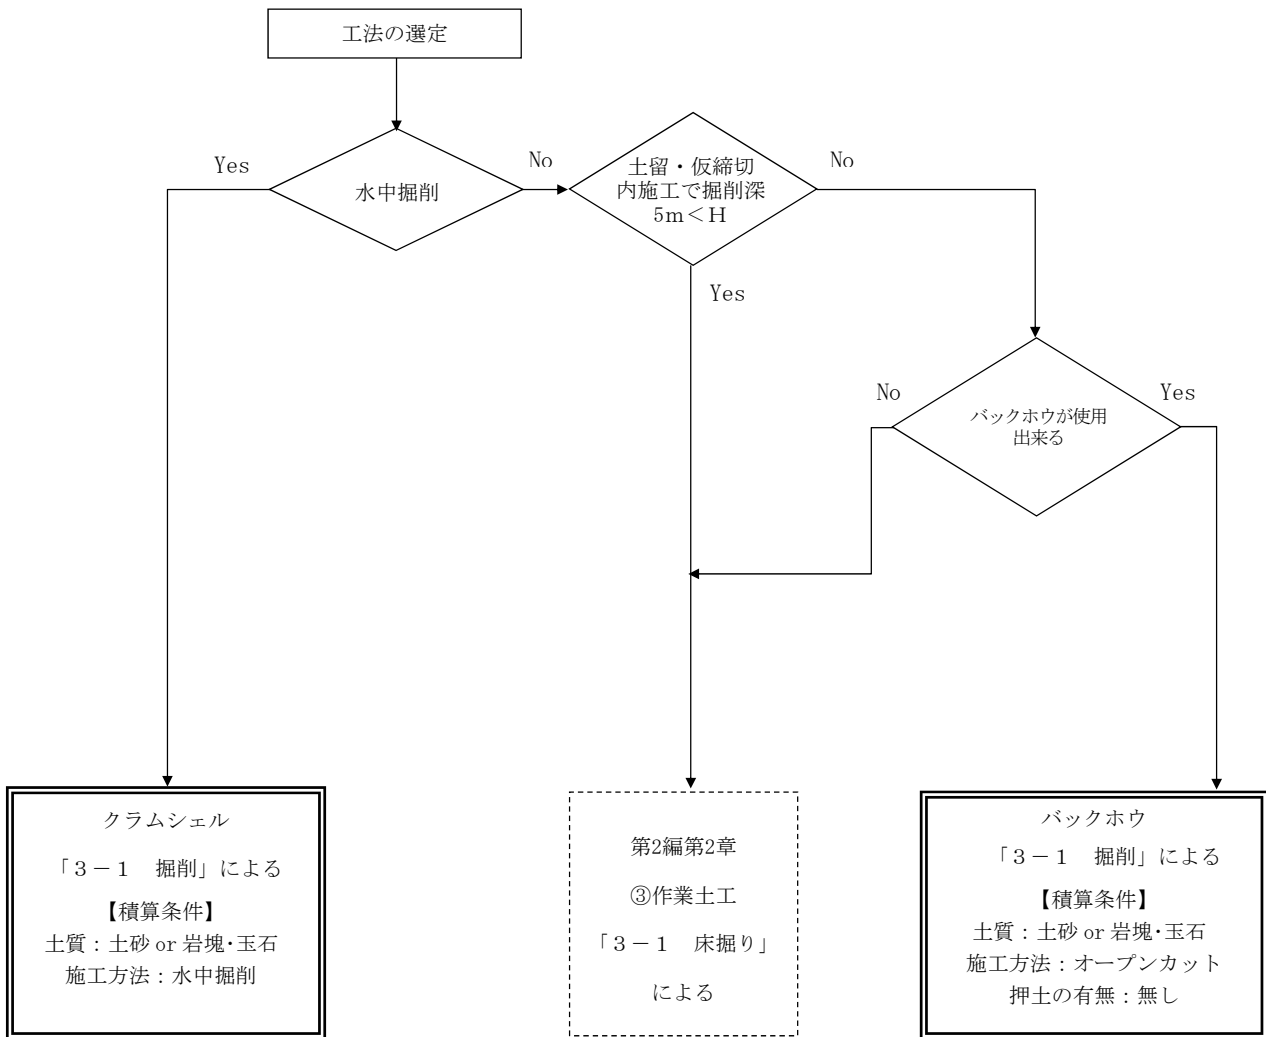 工法の選定
Yes
水中掘削
No
土留・仮締切
内施工で掘削深
5m＜H
No
Yes
No
バックホウが使用
出来る
Yes
クラムシェル
「３－１　掘削」による
【積算条件】
土質：土砂 or 岩塊・玉石
施工方法：水中掘削
第2編第2章
③作業土工
「３－１　床掘り」
による
バックホウ
「３－１　掘削」による
【積算条件】
土質：土砂 or 岩塊・玉石
施工方法：オープンカット
押土の有無：無し